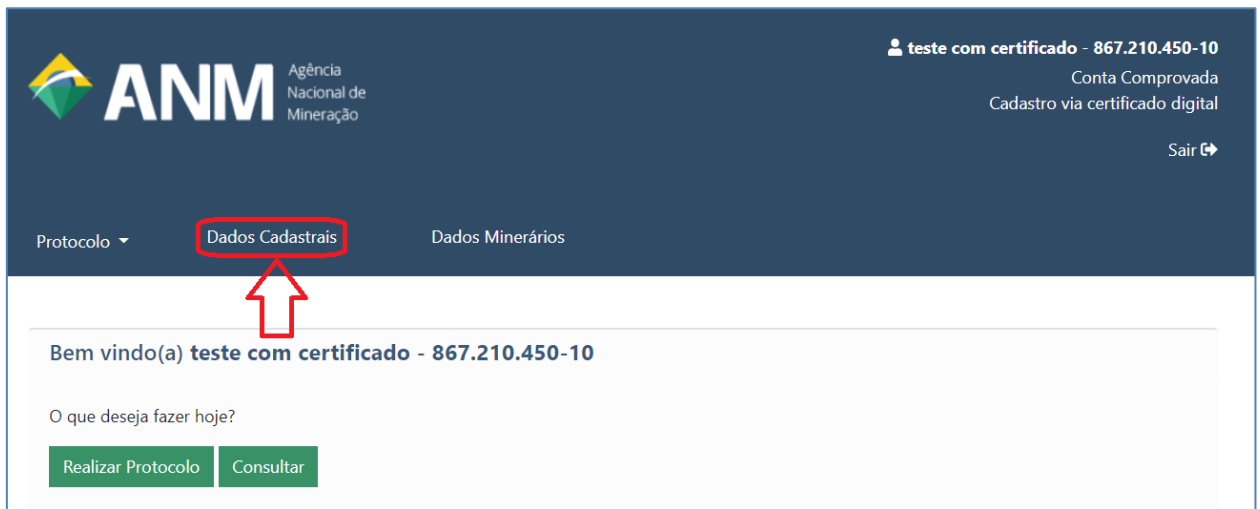 ANM
Agência
Nacional de
Mineração
teste com certificado - 867.210.450-10
Conta Comprovada
Cadastro via certificado digital
Sair
Protocolo
Dados Cadastrais
Dados Minerários
Bem vindo(a) teste com certificado - 867.210.450-10
O que deseja fazer hoje?
Realizar Protocolo
Consultar